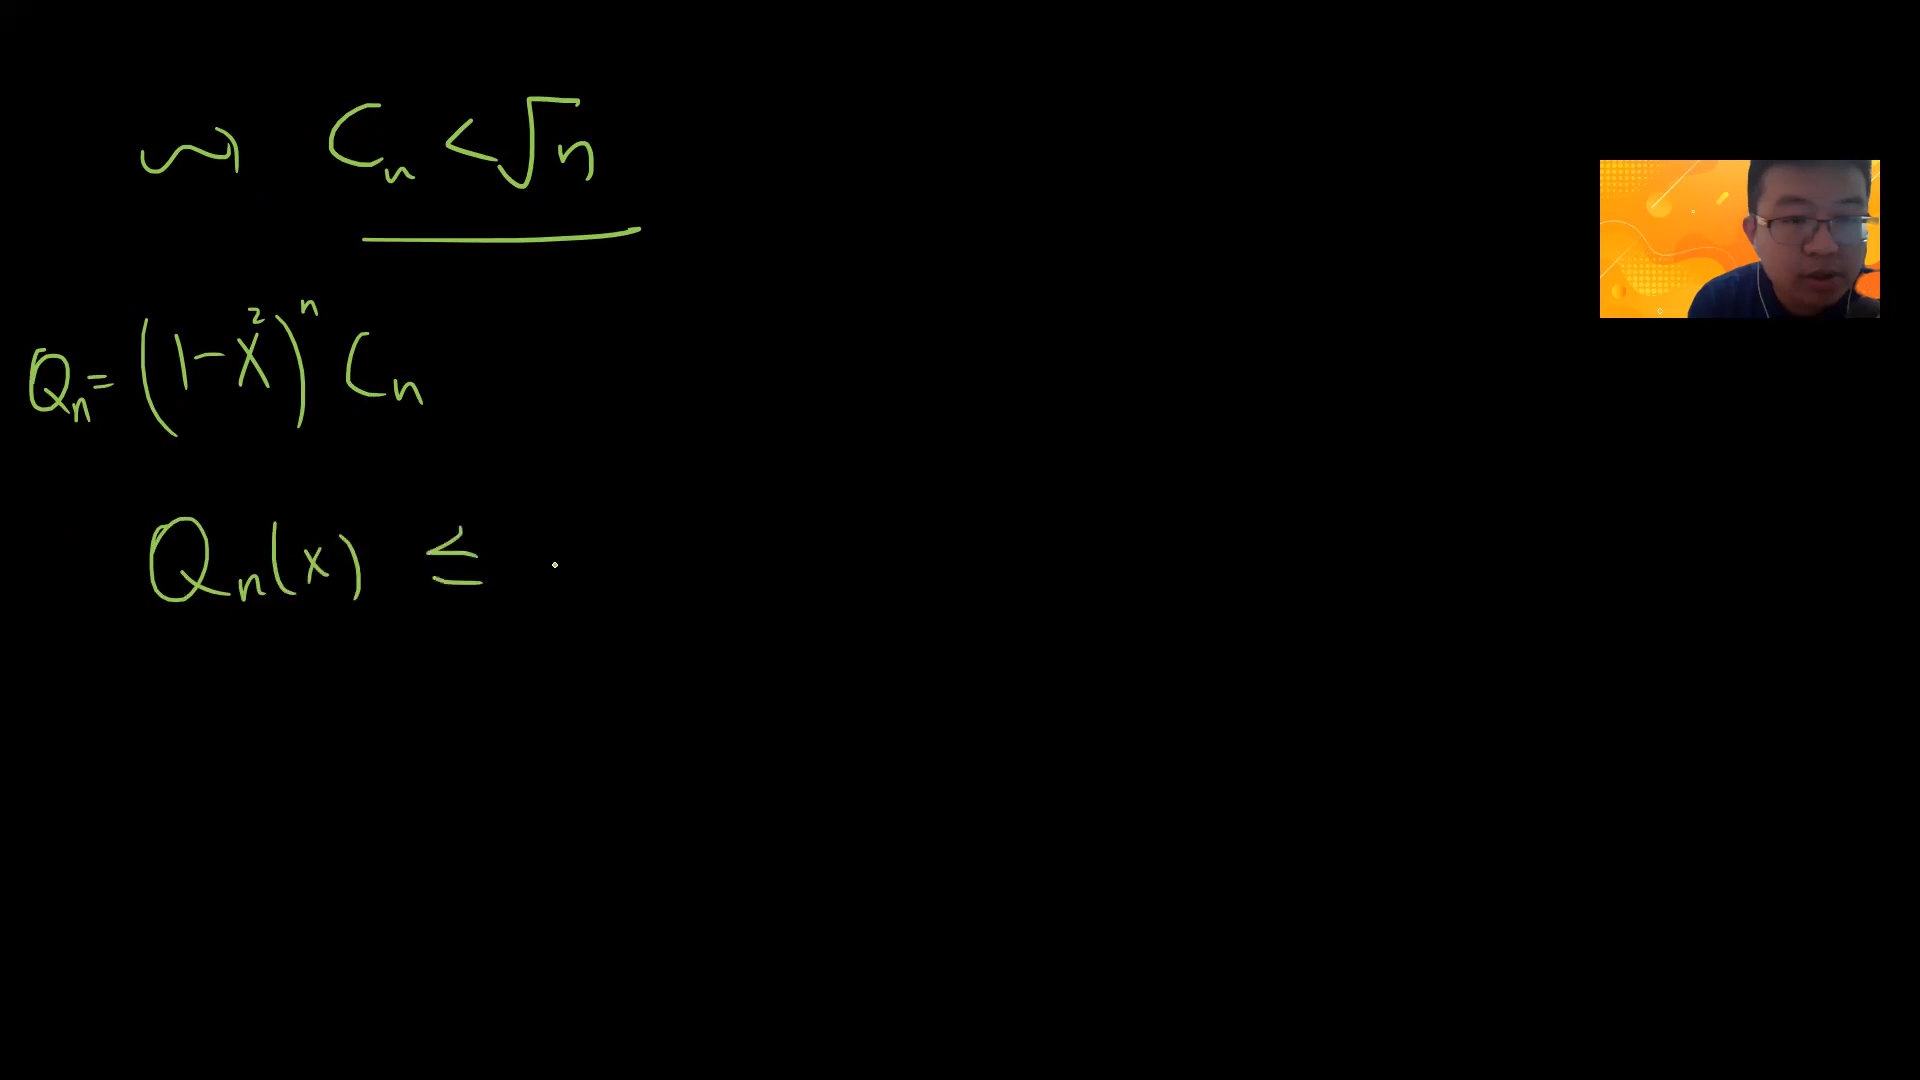 ⇝ Cₙ < √n
Qₙ = (1 - x²)ⁿ Cₙ
Qₙ(x) ≤